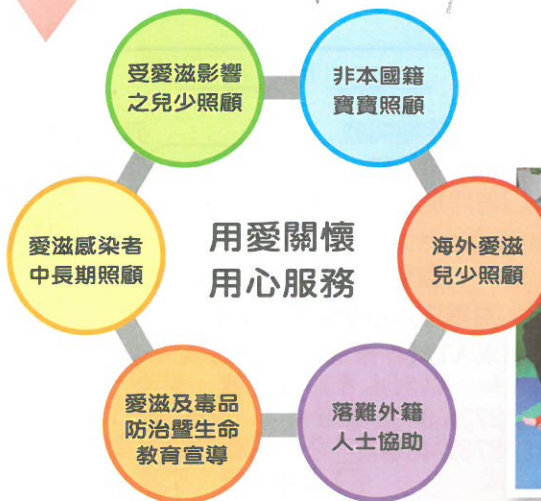 受愛滋影響
之兒少照顧
非本國籍
寶寶照顧
愛滋感染者
中長期照顧
用愛關懷
用心服務
海外愛滋
兒少照顧
愛滋及毒品
防治暨生命
教育宣導
落難外籍
人士協助